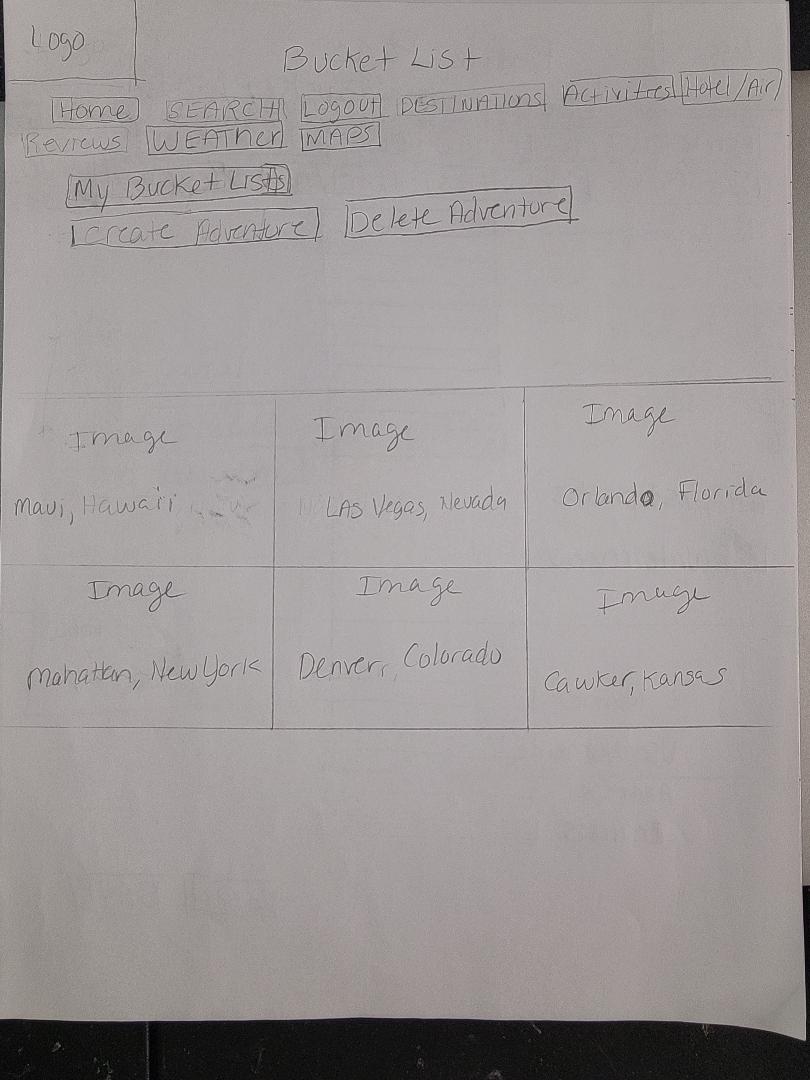 Logo
Bucket List
Home SEARCH Logout DESTINATIONS Activities Hotel/Air
Reviews WEATHER MAPS
My Bucket Lists
Create Adventure Delete Adventure
Image Image Image
Maui, Hawaii LAS Vegas, Nevada Orlando, Florida
Image Image Image
Mahattan, New York Denver, Colorado Cawker, Kansas